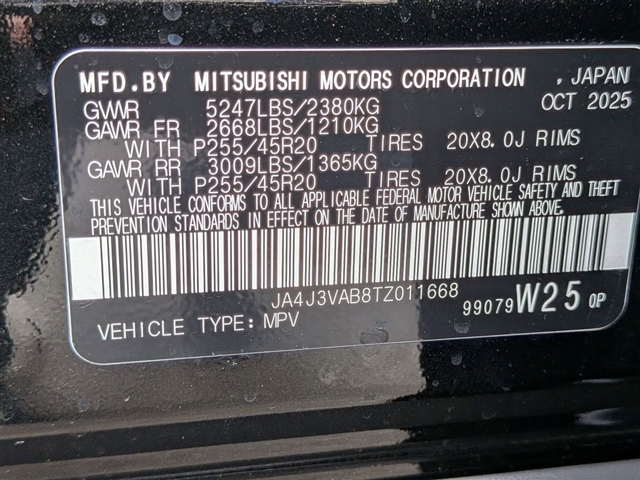 MFD.BY MITSUBISHI MOTORS CORPORATION , JAPAN
GVWR 5247LBS/2380KG OCT 2025
GAWR FR 2668LBS/1210KG
WITH P255/45R20 TIRES 20X8.0J RIMS
GAWR RR 3009LBS/1365KG
WITH P255/45R20 TIRES 20X8.0J RIMS
THIS VEHICLE CONFORMS TO ALL APPLICABLE FEDERAL MOTOR VEHICLE SAFETY AND THEFT
PREVENTION STANDARDS IN EFFECT ON THE DATE OF MANUFACTURE SHOWN ABOVE.
JA4J3VAB8TZ011668
VEHICLE TYPE: MPV 99079 W25 OP